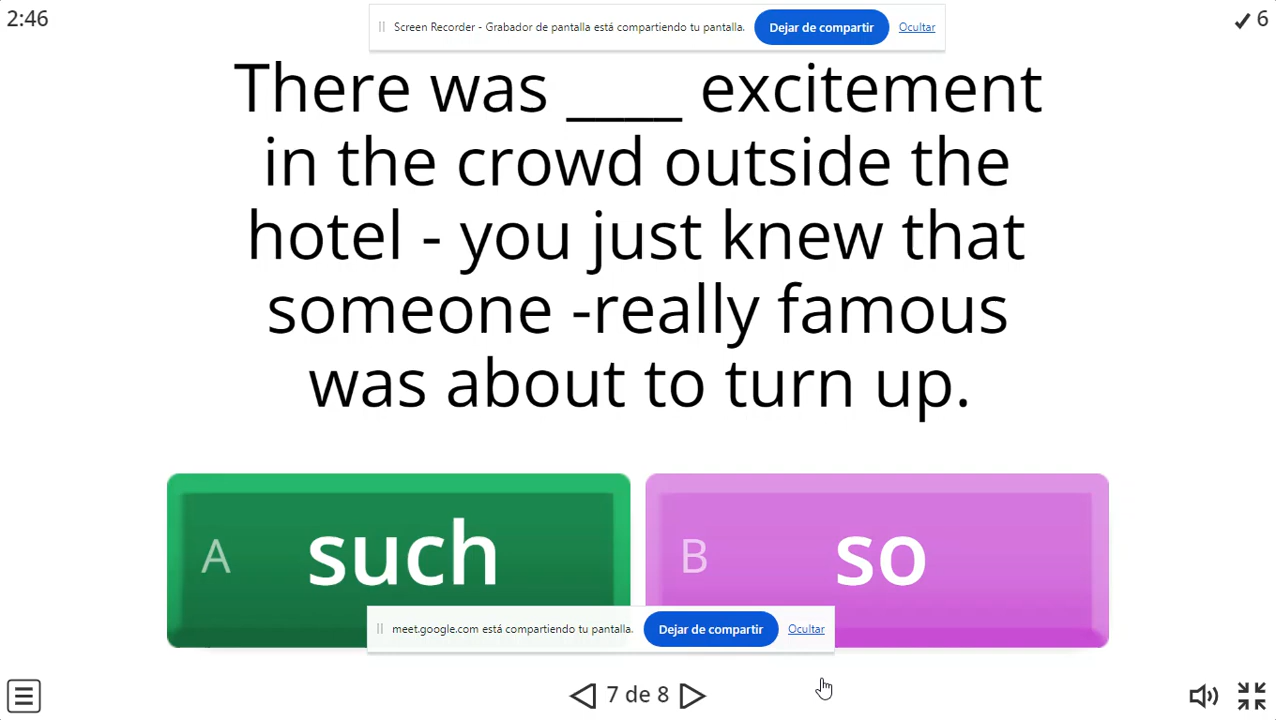 2:46
Screen Recorder - Grabador de pantalla está compartiendo tu pantalla. Dejar de compartir Ocultar
6
There was ____ excitement
in the crowd outside the
hotel - you just knew that
someone -really famous
was about to turn up.
A such
B so
meet.google.com está compartiendo tu pantalla. Dejar de compartir Ocultar
7 de 8